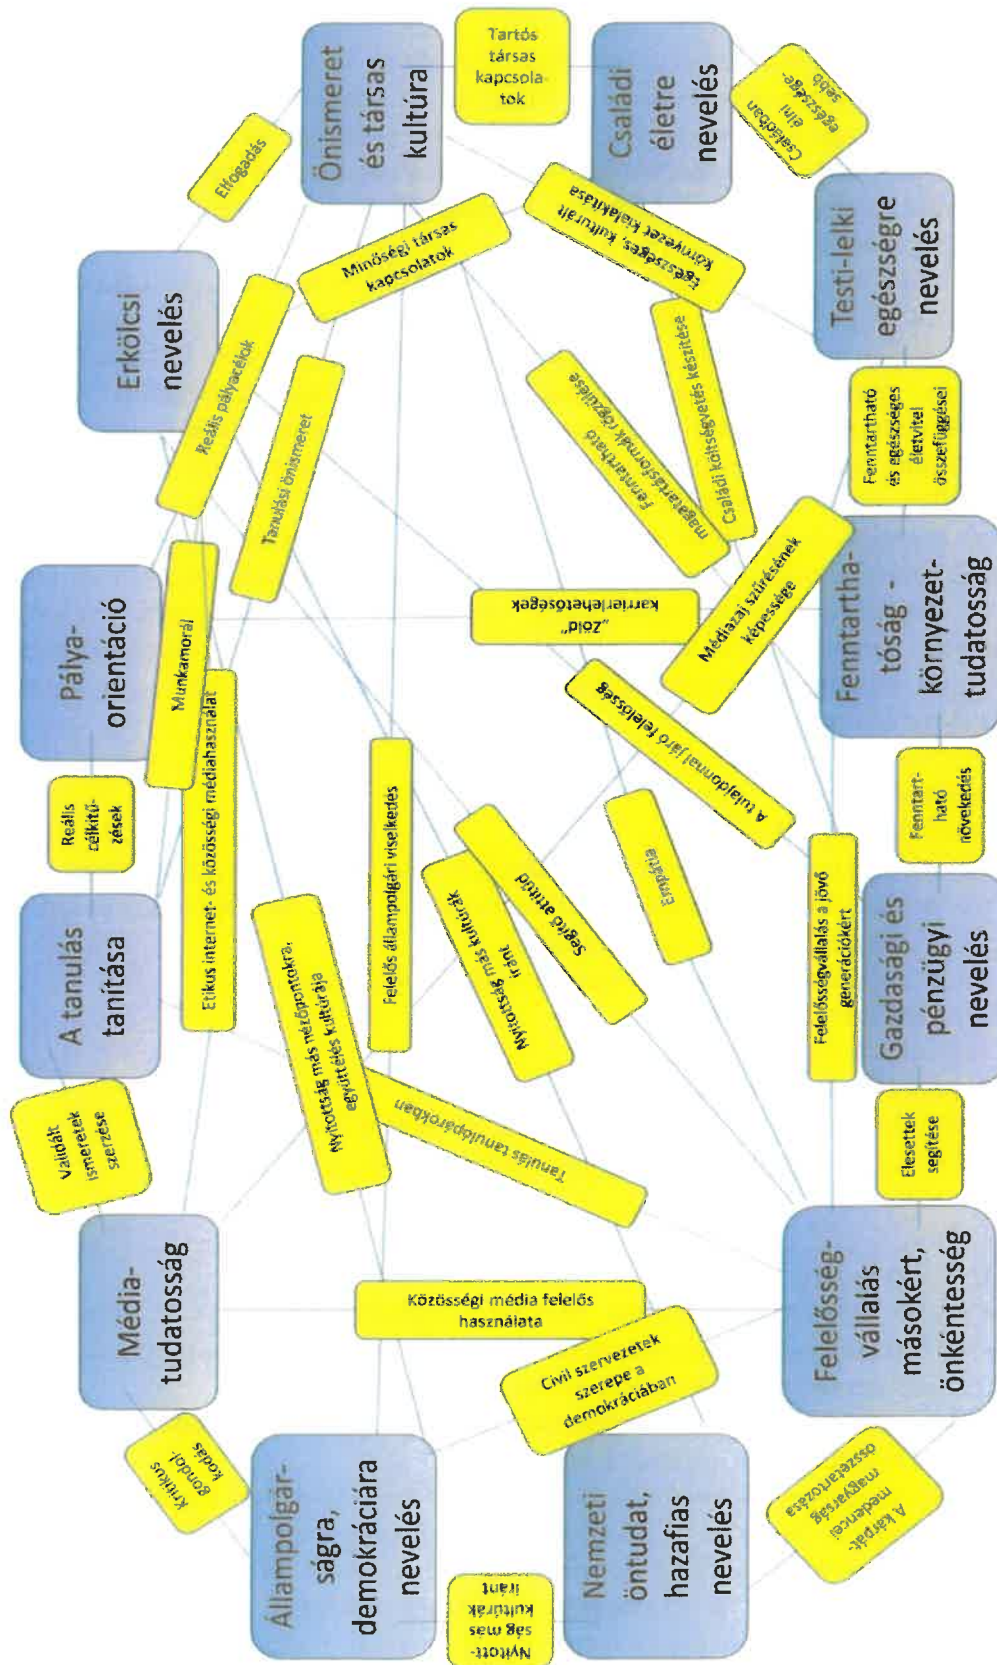 Önismeret
és társas
kultúra
Tartós
társas
kapcsola-
tok
Családi
életre
nevelés
Családban
élni
egészsége-
sebb
Testi-lelki
egészségre
nevelés
Fenntartható
és egészséges
életvitel
összefüggései
Fenntartha-
tóság -
környezet-
tudatosság
Fenntart-
ható
növekedés
Gazdasági és
pénzügyi
nevelés
Elesettek
segítése
Felelősség-
vállalás
másokért,
önkéntesség
A kárpát-
medencei
magyarság
összetartozása
Nemzeti
öntudat,
hazafias
nevelés
Nyitott-
ság más
kultúrák
iránt
Állampolgár-
ságra,
demokráciára
nevelés
Kritikus
gondol-
kodás
Média-
tudatosság
Validált
ismeretek
szerzése
A tanulás
tanítása
Reális
célkitű-
zések
Pálya-
orientáció
Erkölcsi
nevelés
Elfogadás
Reális pályacélok
Minőségi társas
kapcsolatok
Egészséges, kulturált
környezet kialakítása
Tanulási önismeret
Fenntartható
magatartásformák rögzülése
Családi költségvetés készítése
Munkamorál
Etikus internet- és közösségi médiahasználat
„Zöld”
karrierlehetőségek
Médiazaj szűrésének
képessége
A tulajdonnal járó felelősség
Felelős állampolgári viselkedés
Segítő attitűd
Nyitottság más kultúrák
iránt
Empátia
Felelősségvállalás a jövő
generációkért
Nyitottság más nézőpontokra,
együttélés kultúrája
Tanulás tanulópárokban
Közösségi média felelős
használata
Civil szervezetek
szerepe a
demokráciában